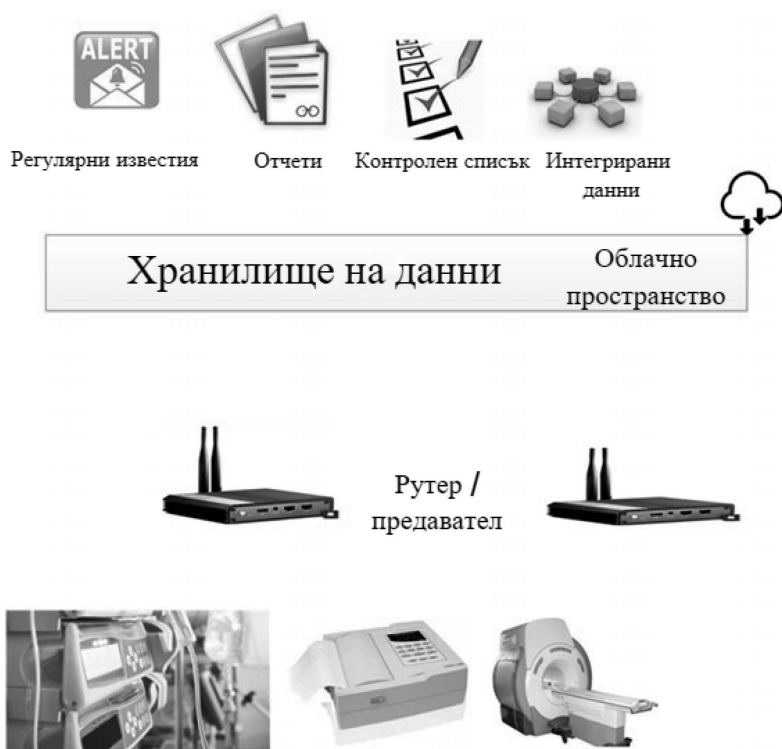 ALERT
Регулярни известия
Отчети
Контролен списък
Интегрирани
данни
Хранилище на данни
Облачно
пространство
Рутер /
предавател